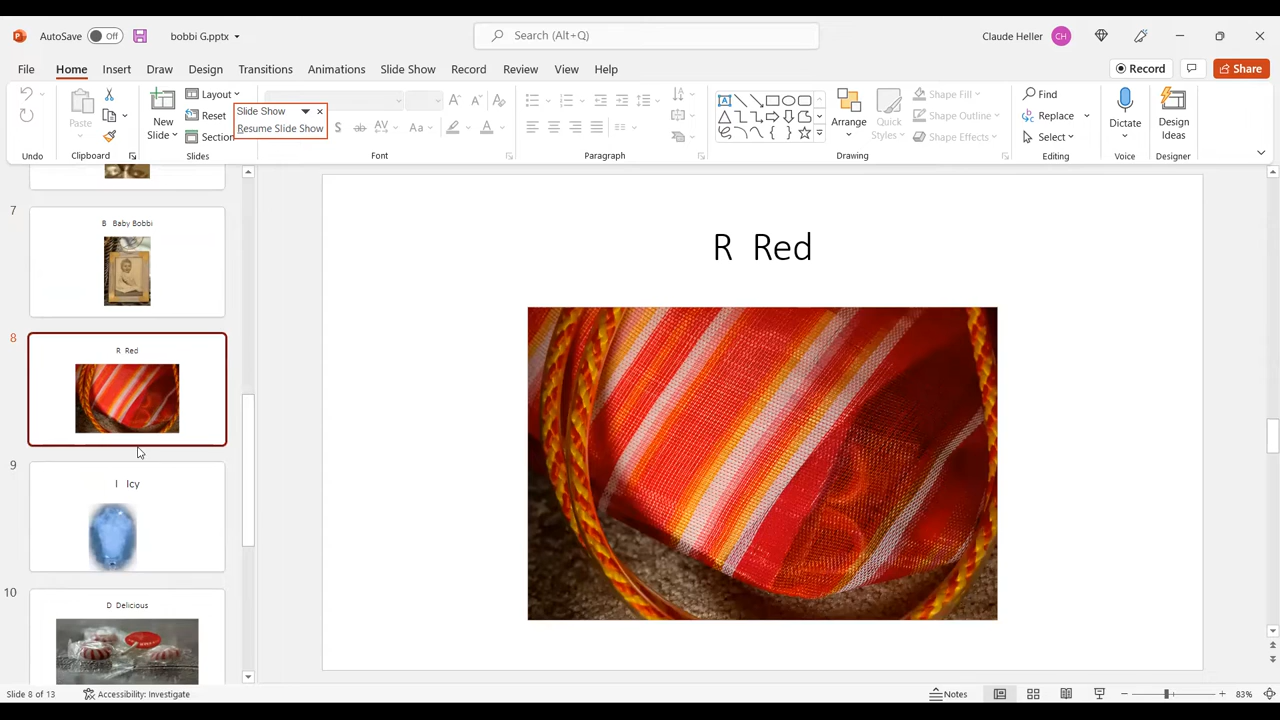 AutoSave Off bobbi G.pptx Search (Alt+Q) Claude Heller CH
File Home Insert Draw Design Transitions Animations Slide Show Record Review View Help Record Share
Paste
New Slide
Layout
Reset
Section
Slide Show
Resume Slide Show
Aa
Arrange
Quick Styles
Shape Fill
Shape Outline
Shape Effects
Find
Replace
Select
Dictate
Design Ideas
Undo Clipboard Slides Font Paragraph Drawing Editing Voice Designer
7
B Baby Bobbi
8
R Red
9
I Icy
10
D Delicious
R Red
Slide 8 of 13 Accessibility: Investigate Notes 83%